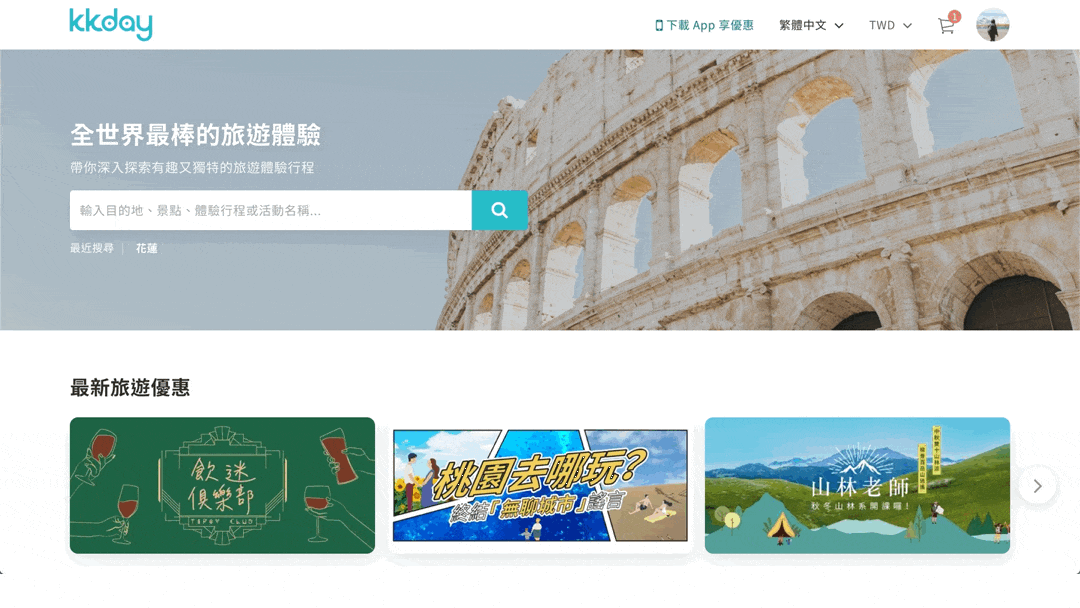 kkday
下載 App 享優惠
繁體中文
TWD
1
全世界最棒的旅遊體驗
帶你深入探索有趣又獨特的旅遊體驗行程
輸入目的地、景點、體驗行程或活動名稱...
最近搜尋 | 花蓮
最新旅遊優惠
飲迷
俱樂部
TIPSY CLUB
桃園去哪玩?
終結「無聊城市」謠言
山林老師
秋冬山林系開課囉!